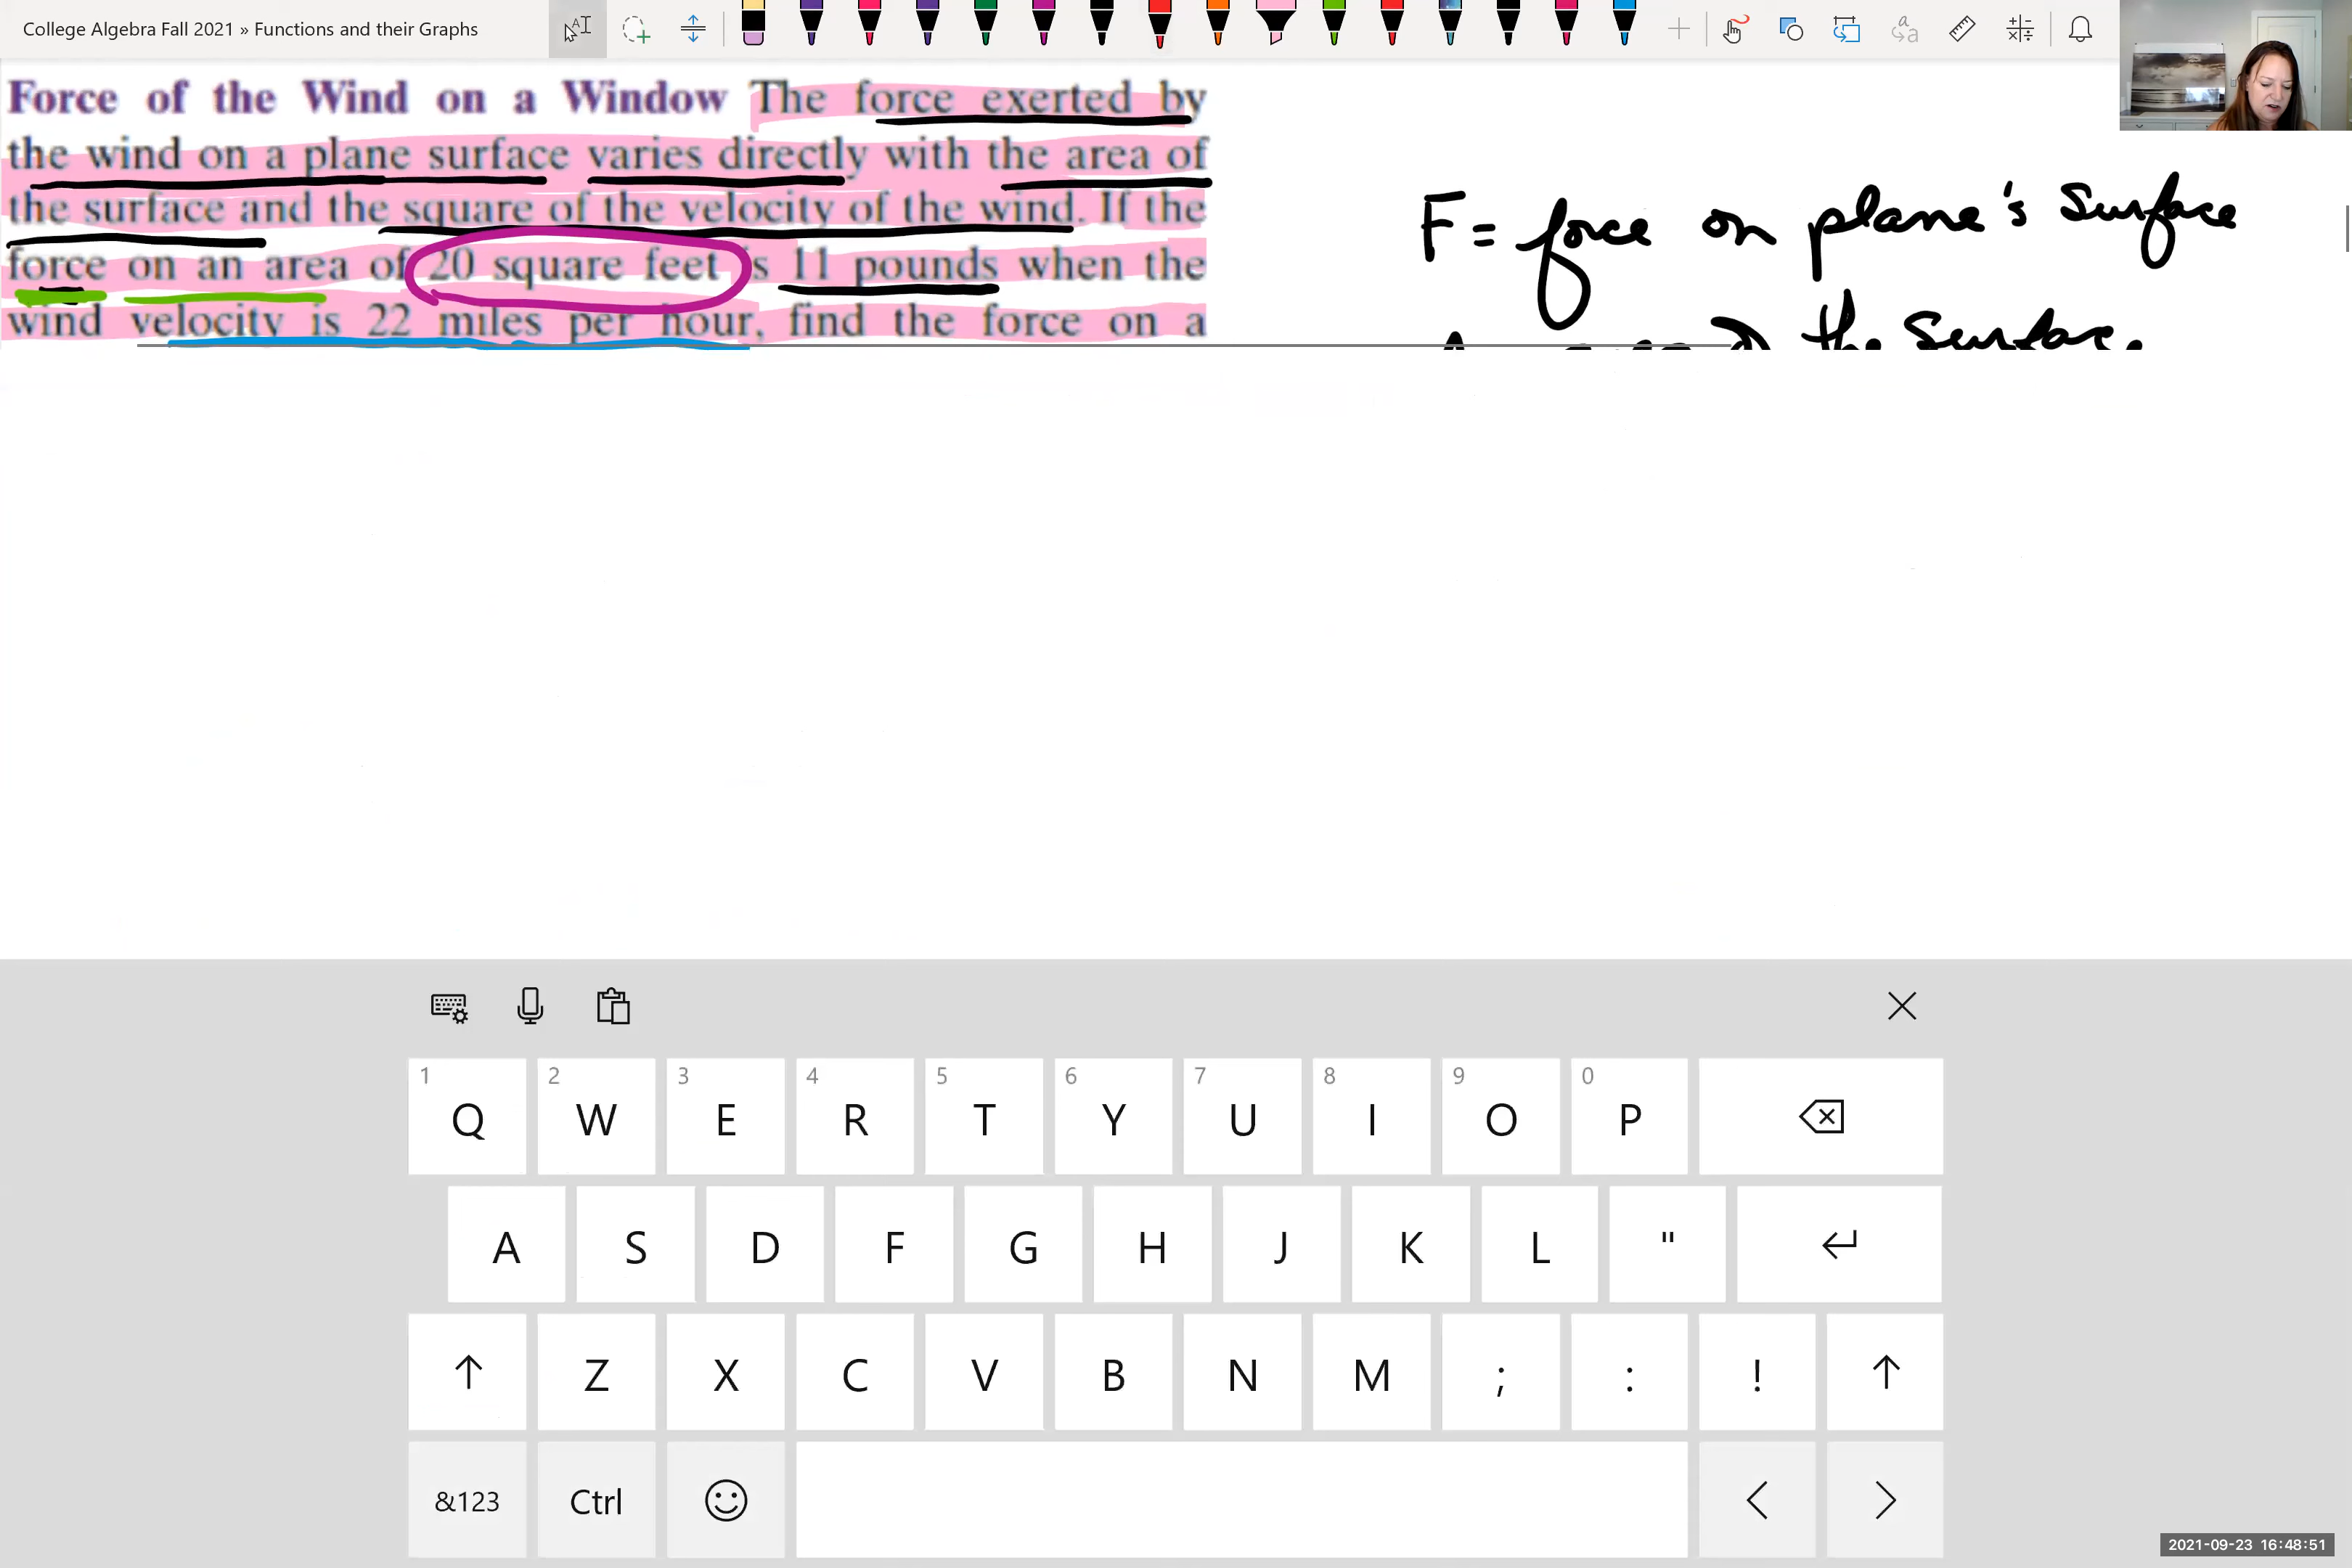 College Algebra Fall 2021 » Functions and their Graphs
Force of the Wind on a Window The force exerted by
the wind on a plane surface varies directly with the area of
the surface and the square of the velocity of the wind. If the
force on an area of 20 square feet is 11 pounds when the
wind velocity is 22 miles per hour, find the force on a
F = force on plane's surface
the surface
1 2 3 4 5 6 7 8 9 0
Q W E R T Y U I O P
A S D F G H J K L "
Z X C V B N M ; : !
&123 Ctrl
2021-09-23 16:48:51